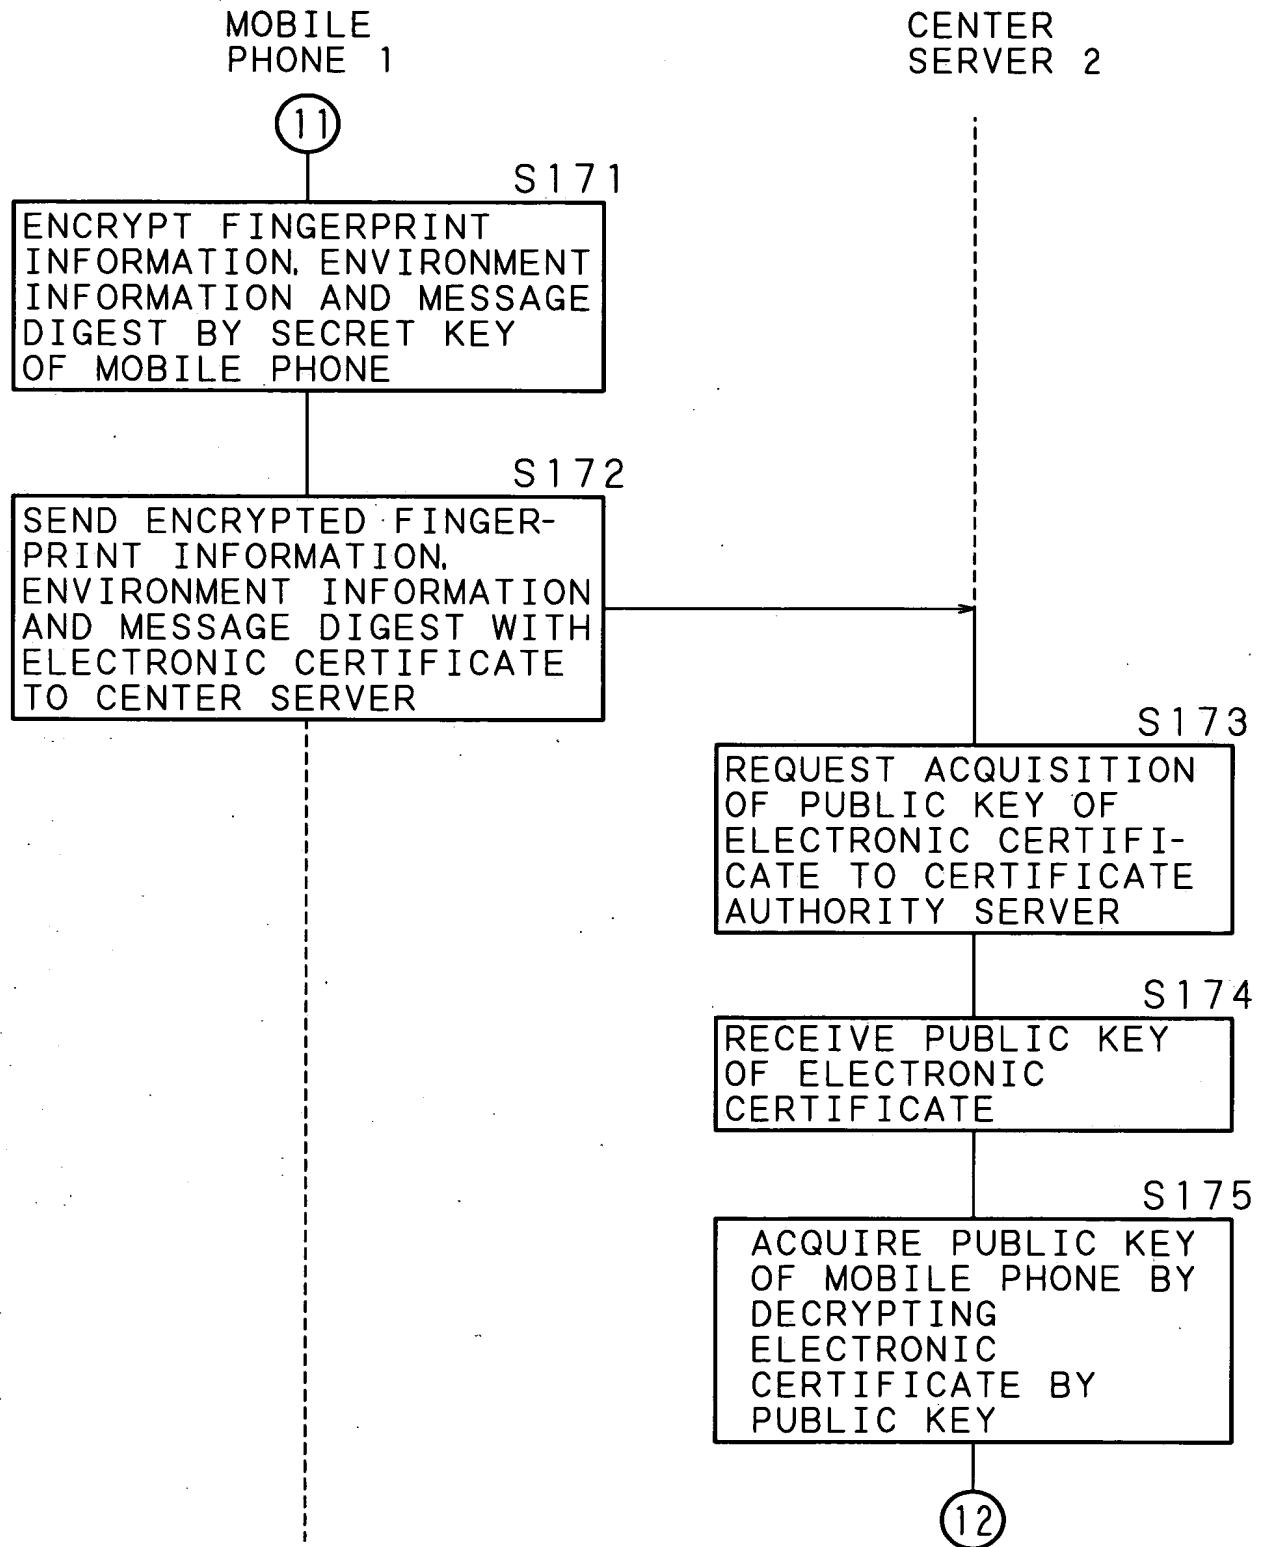 MOBILE
PHONE 1
CENTER
SERVER 2
11
S171
ENCRYPT FINGERPRINT
INFORMATION, ENVIRONMENT
INFORMATION AND MESSAGE
DIGEST BY SECRET KEY
OF MOBILE PHONE
S172
SEND ENCRYPTED FINGER-
PRINT INFORMATION,
ENVIRONMENT INFORMATION
AND MESSAGE DIGEST WITH
ELECTRONIC CERTIFICATE
TO CENTER SERVER
S173
REQUEST ACQUISITION
OF PUBLIC KEY OF
ELECTRONIC CERTIFI-
CATE TO CERTIFICATE
AUTHORITY SERVER
S174
RECEIVE PUBLIC KEY
OF ELECTRONIC
CERTIFICATE
S175
ACQUIRE PUBLIC KEY
OF MOBILE PHONE BY
DECRYPTING
ELECTRONIC
CERTIFICATE BY
PUBLIC KEY
12